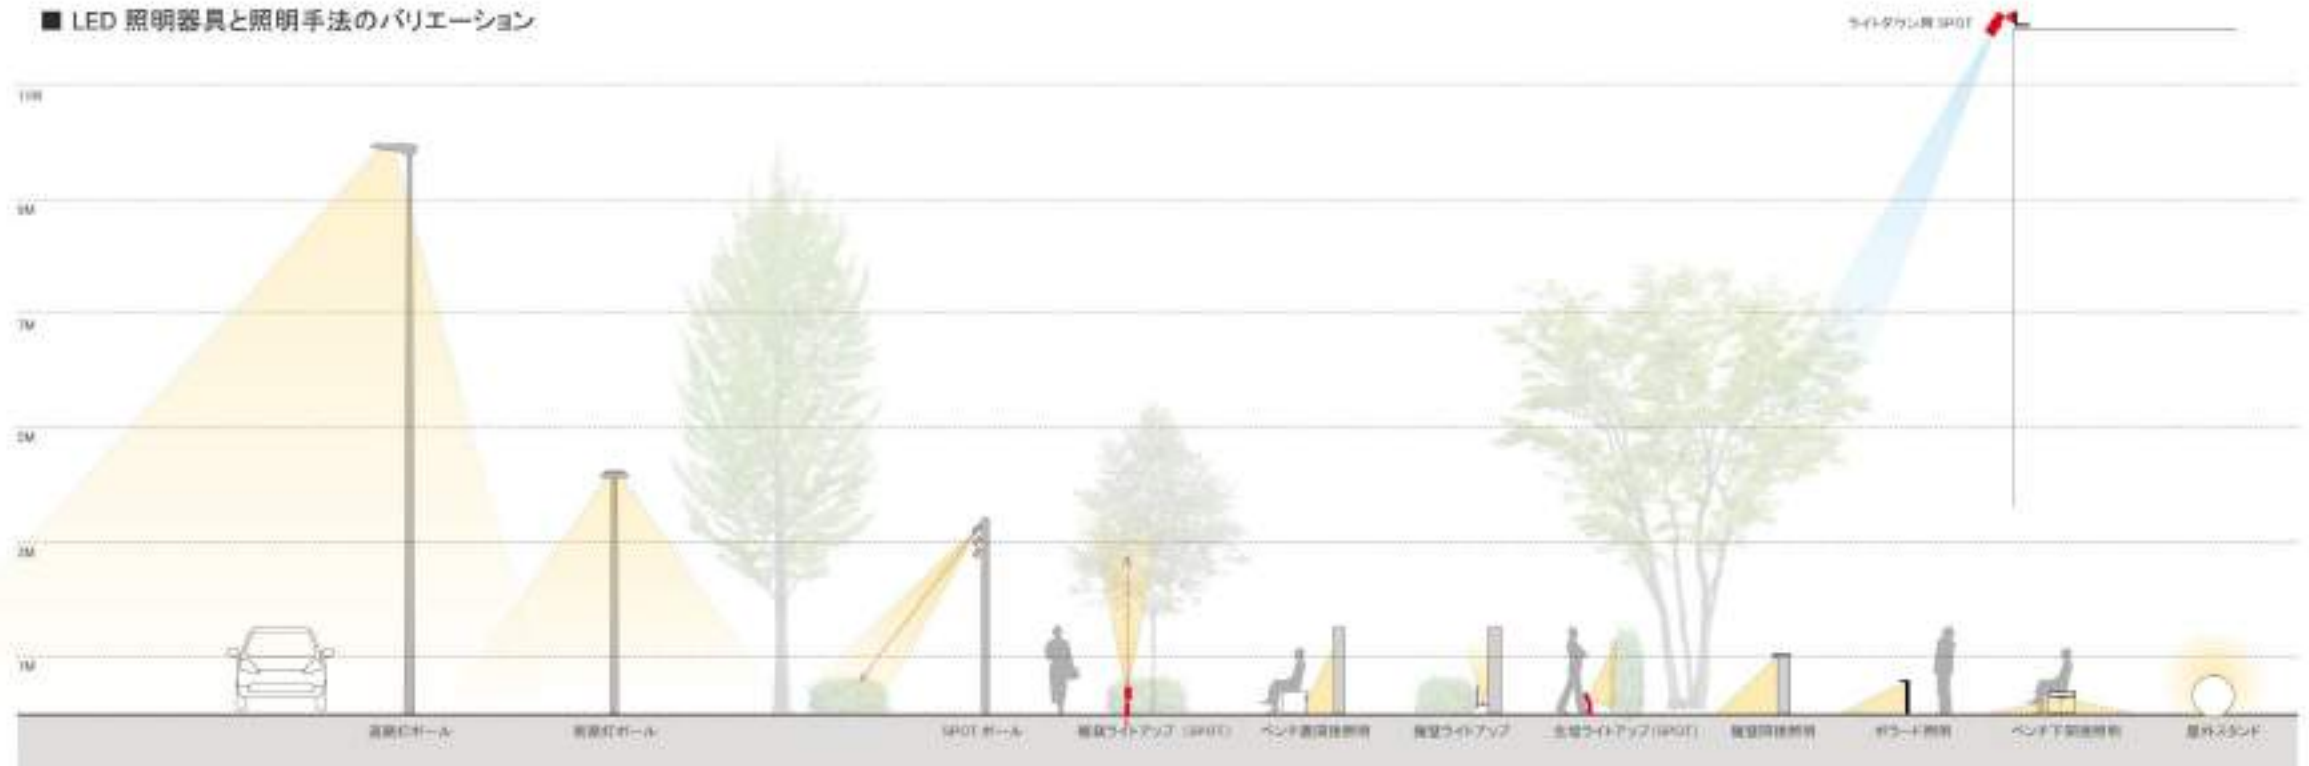 ■ LED 照明器具と照明手法のバリエーション
ライトダウン用 SPOT
11M
9M
7M
5M
3M
1M
道路灯ポール
街路灯ポール
SPOT ポール
植栽ライトアップ (SPOT)
ベンチ背面間接照明
擁壁ライトアップ
生垣ライトアップ(SPOT)
擁壁間接照明
ボラード照明
ベンチ下間接照明
屋外スタンド